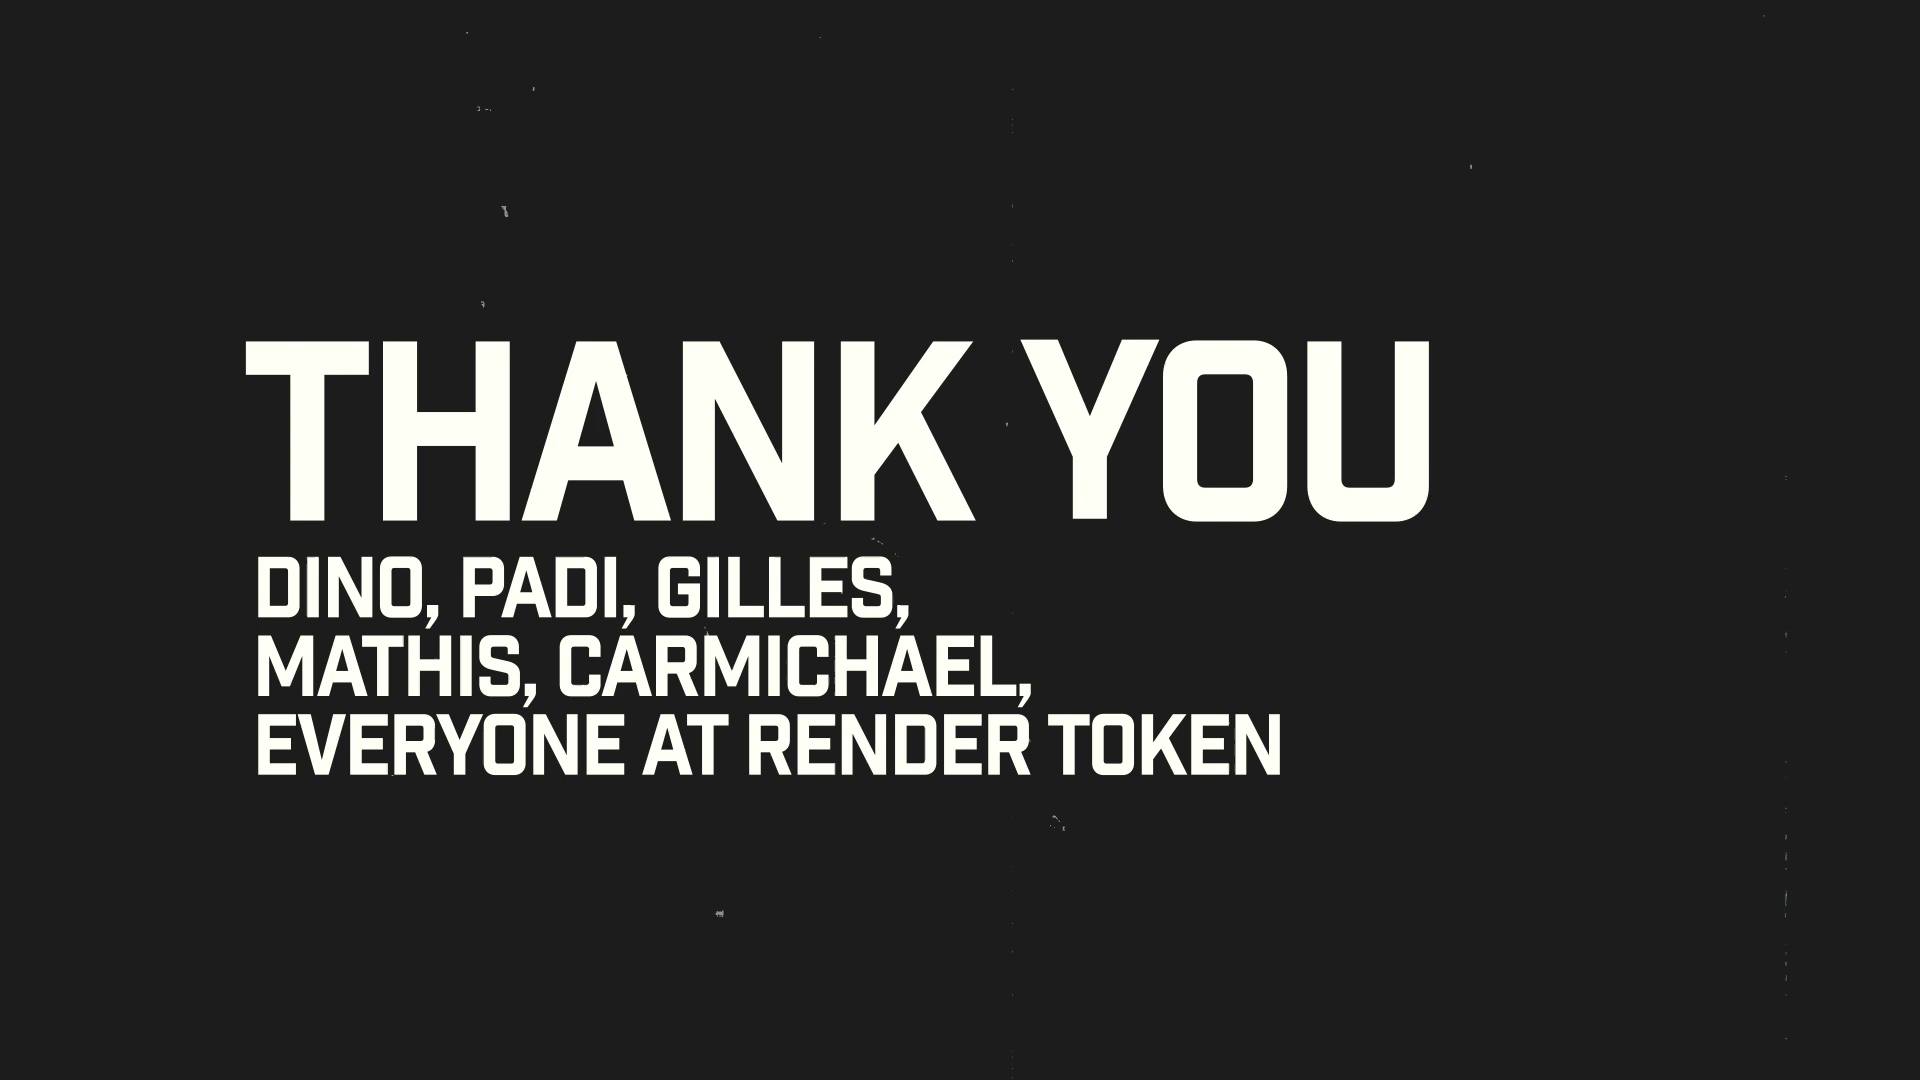 THANK YOU
DINO, PADI, GILLES,
MATHIS, CARMICHAEL,
EVERYONE AT RENDER TOKEN